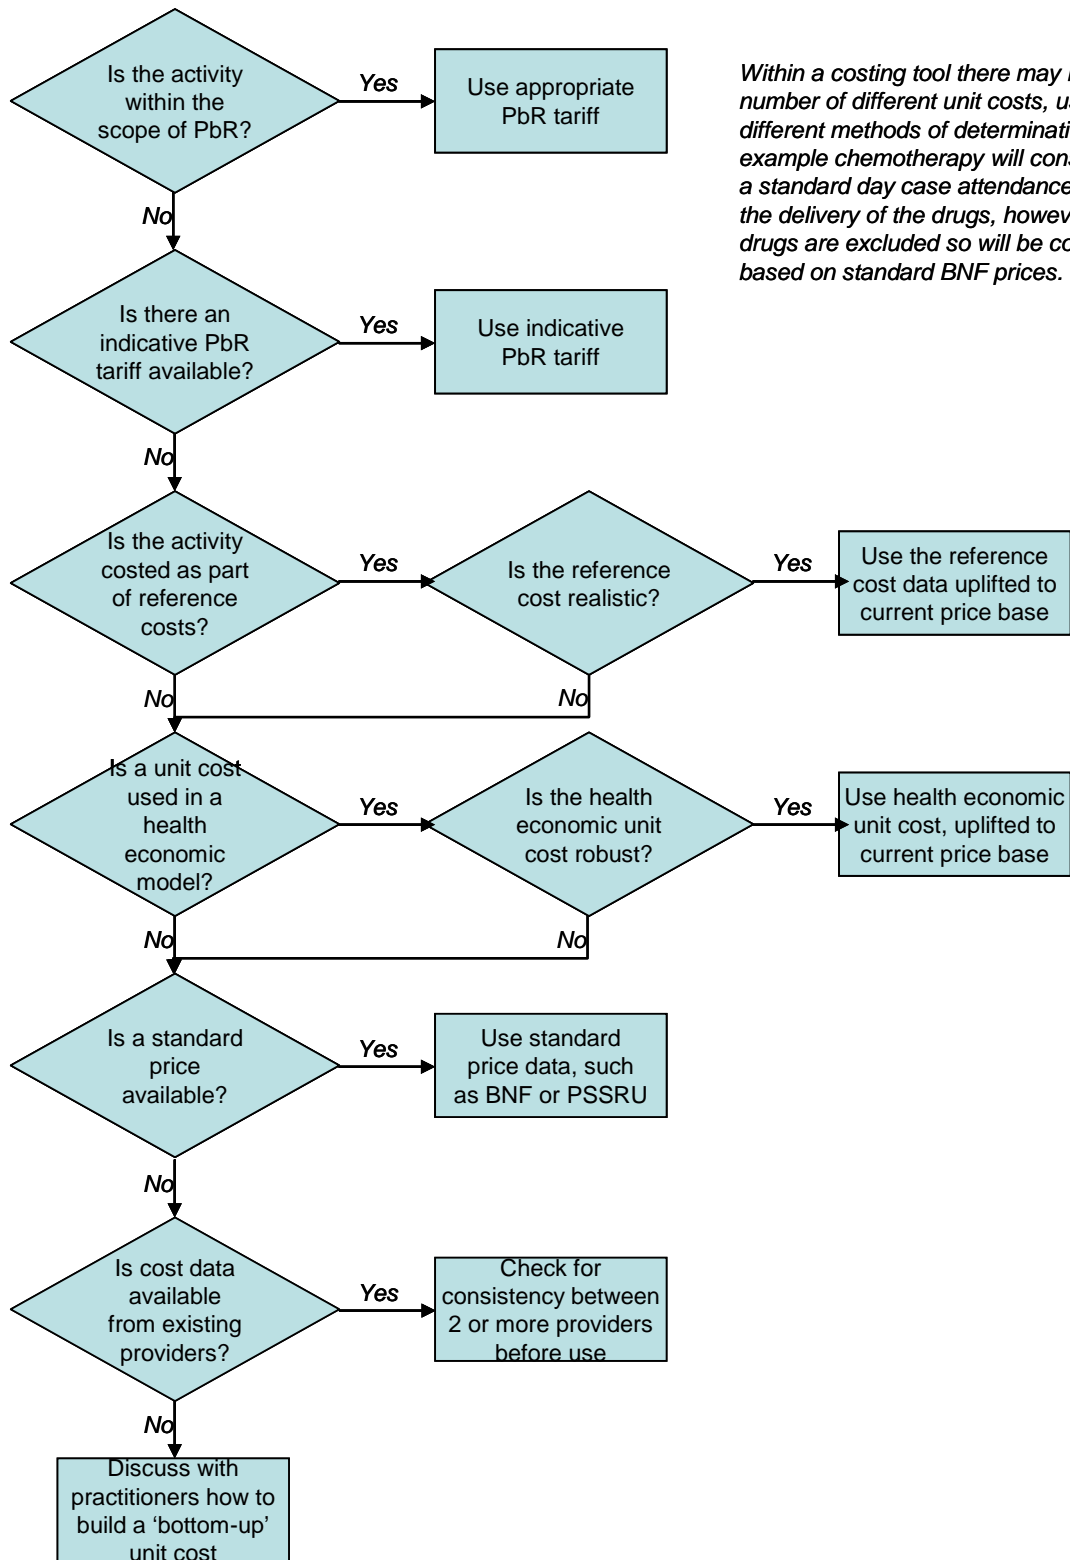 Is the activity
within the
scope of PbR?
Yes
Use appropriate
PbR tariff
Within a costing tool there may
number of different unit costs,
different methods of
example chemotherapy will
a standard day case attendance
the delivery of the drugs,
drugs are excluded so will be
based on standard BNF prices.
No
Is there an
indicative PbR
tariff available?
Yes
Use indicative
PbR tariff
No
Is the activity
costed as part
of reference
costs?
Yes
Is the reference
cost realistic?
Yes
Use the reference
cost data uplifted to
current price base
No
No
Is a unit cost
used in a
health
economic
model?
Yes
Is the health
economic unit
cost robust?
Yes
Use health economic
unit cost, uplifted to
current price base
No
No
Is a standard
price
available?
Yes
Use standard
price data, such
as BNF or PSSRU
No
Is cost data
available
from existing
providers?
Yes
Check for
consistency between
2 or more providers
before use
No
Discuss with
practitioners how to
build a ‘bottom-up’
unit cost